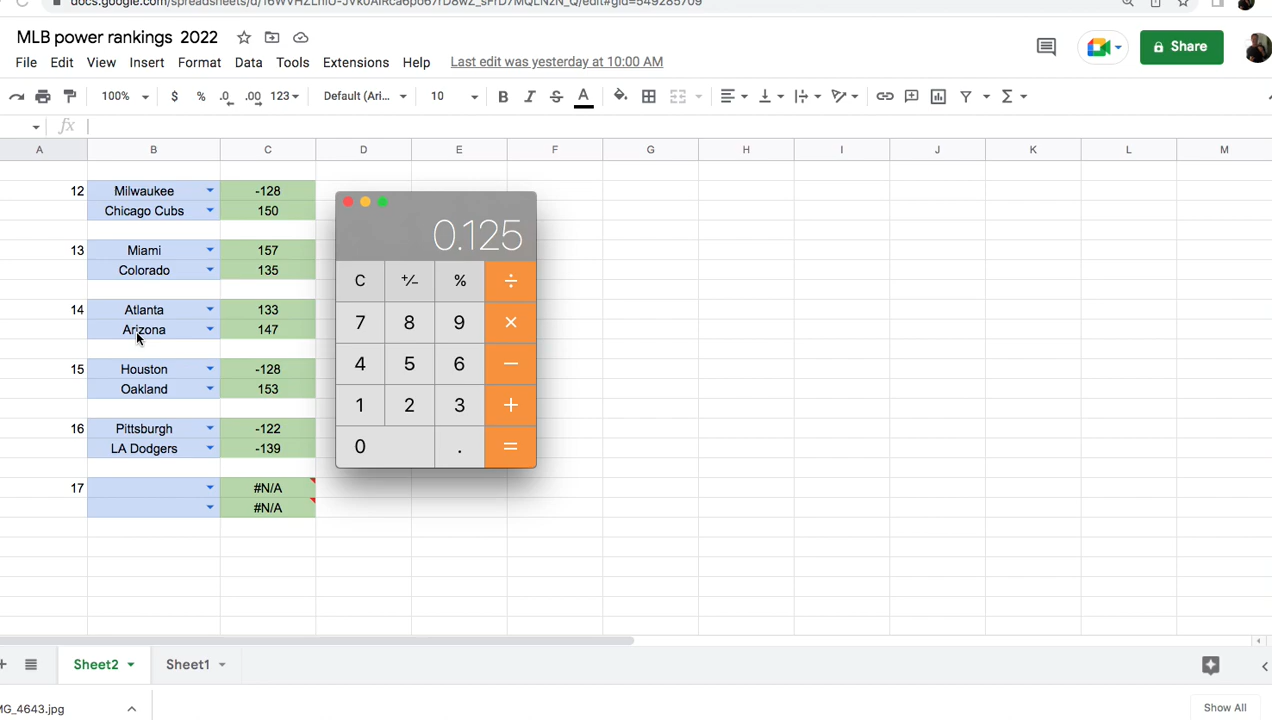 MLB power rankings 2022
File Edit View Insert Format Data Tools Extensions Help Last edit was yesterday at 10:00 AM
Share
100% $ % .0 .00 123 Default (Ari... 10 B I S A
fx
A B C D E F G H I J K L M
12 Milwaukee -128
Chicago Cubs 150
13 Miami 157
Colorado 135
14 Atlanta 133
Arizona 147
15 Houston -128
Oakland 153
16 Pittsburgh -122
LA Dodgers -139
17 #N/A
#N/A
0.125
C +/- % ÷
7 8 9 ×
4 5 6 −
1 2 3 +
0 . =
Sheet2 Sheet1
MG_4643.jpg
Show All